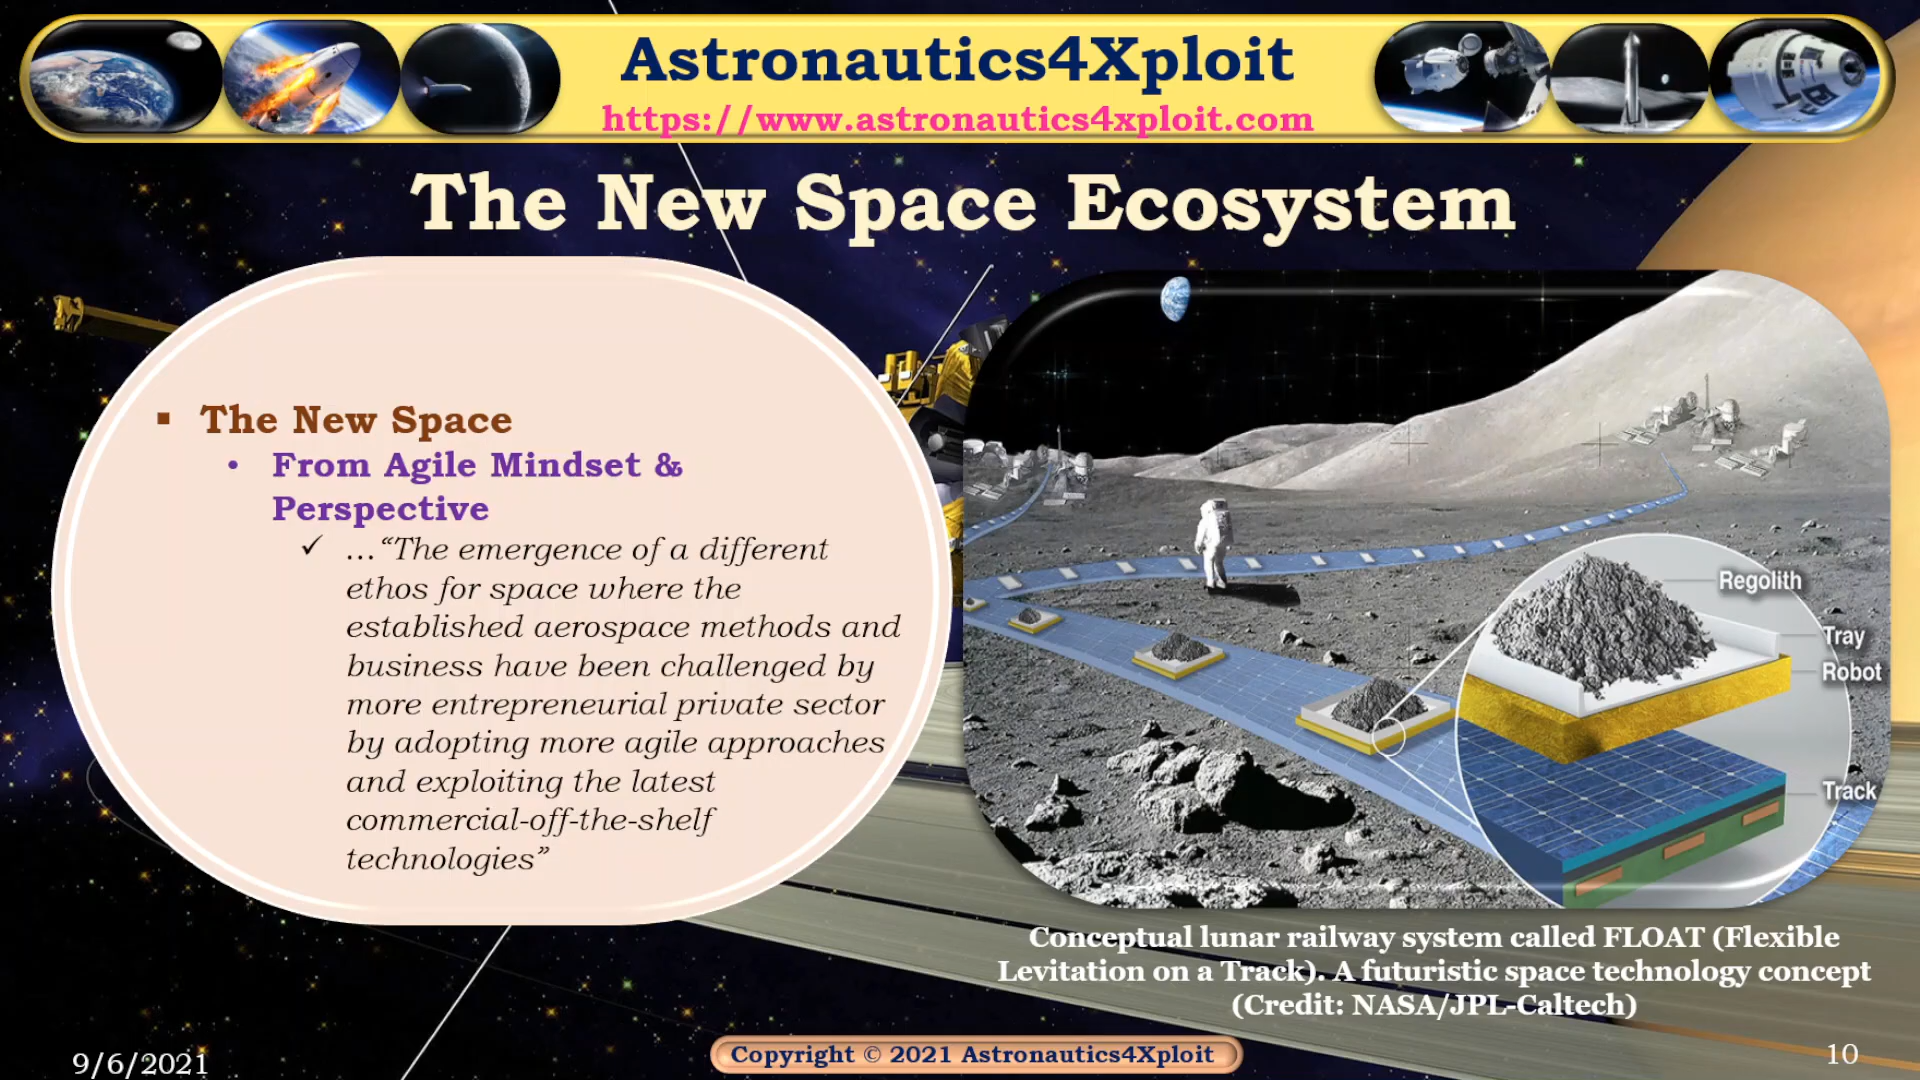 Astronautics4Xploit
https://www.astronautics4xploit.com
The New Space Ecosystem
The New Space
From Agile Mindset &
Perspective
…“The emergence of a different
ethos for space where the
established aerospace methods and
business have been challenged by
more entrepreneurial private sector
by adopting more agile approaches
and exploiting the latest
commercial-off-the-shelf
technologies”
Regolith
Tray
Robot
Track
Conceptual lunar railway system called FLOAT (Flexible
Levitation on a Track). A futuristic space technology concept
(Credit: NASA/JPL-Caltech)
9/6/2021
Copyright © 2021 Astronautics4Xploit
10